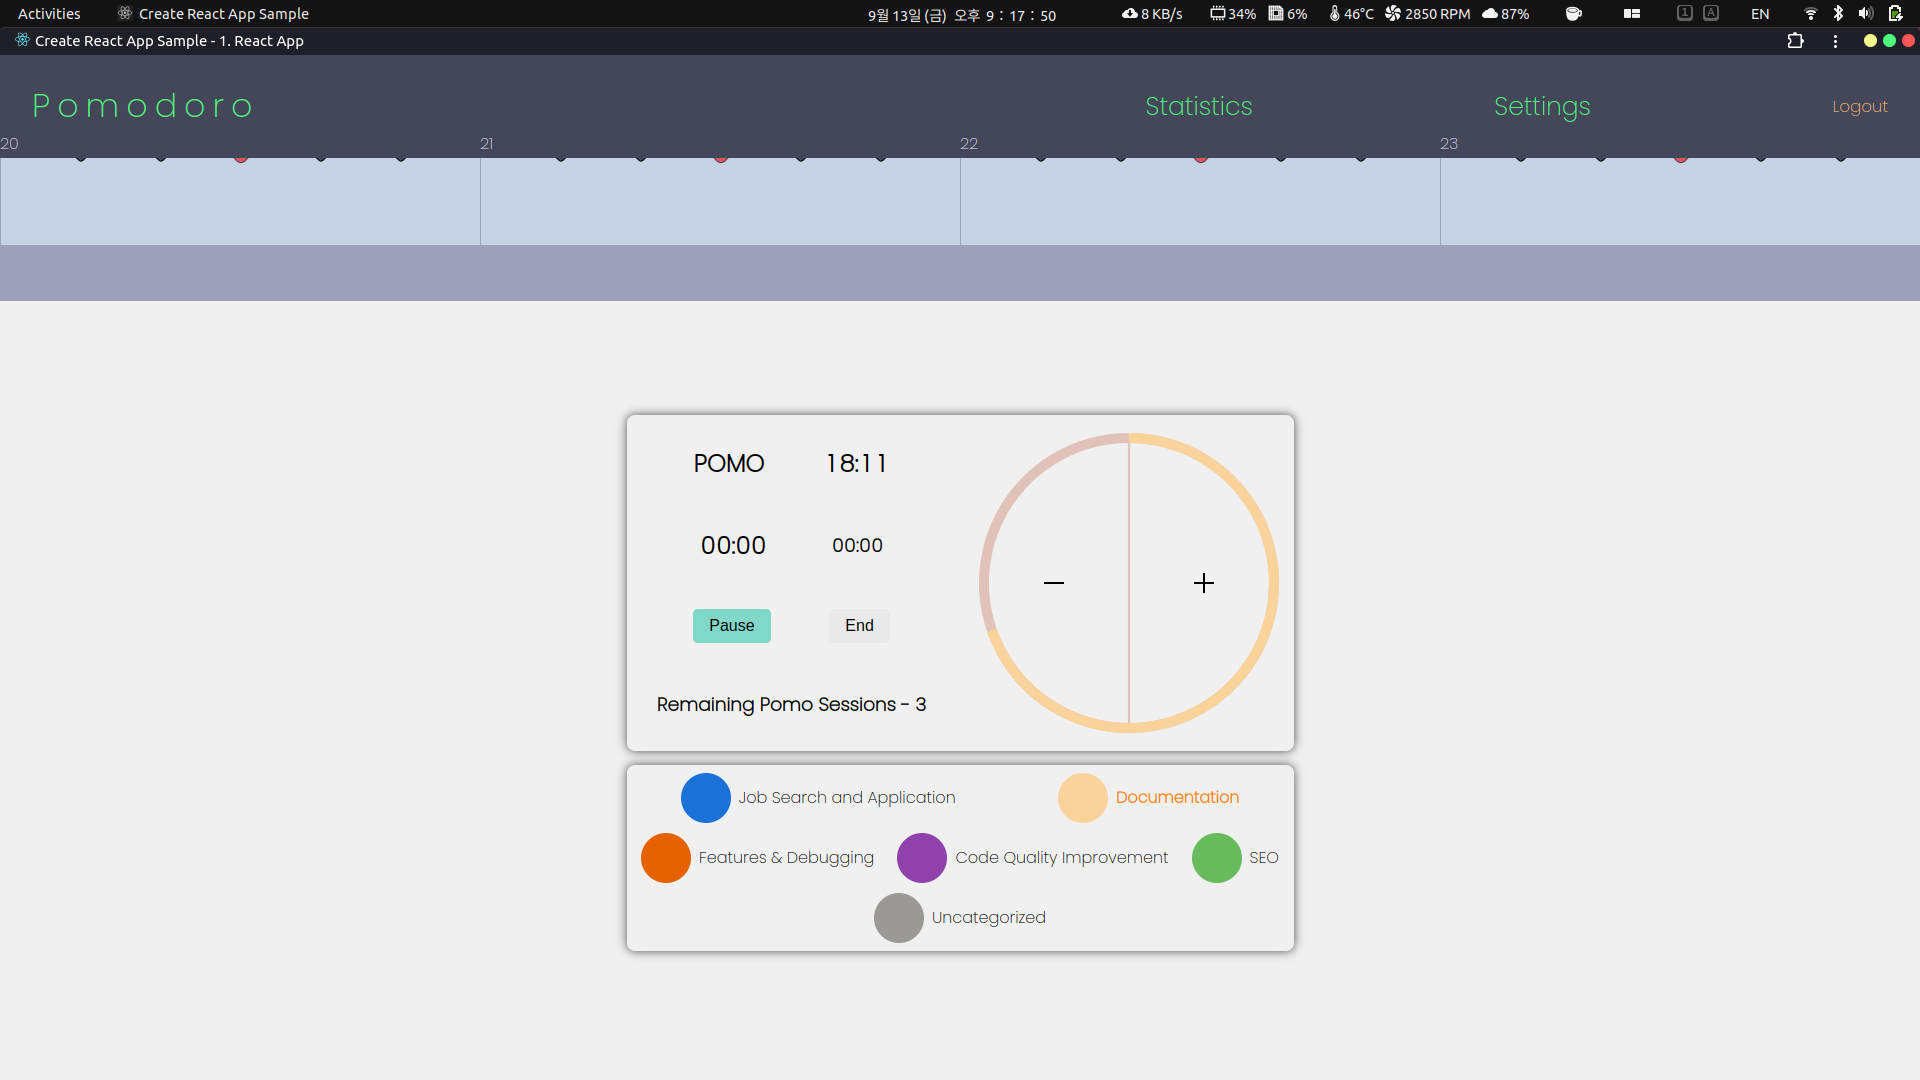 Activities Create React App Sample 9월 13일 (금) 오후 9 : 17 : 50 8 KB/s 34% 6% 46°C 2850 RPM 87% 1 A EN
Create React App Sample - 1. React App
Pomodoro Statistics Settings Logout
20 21 22 23
POMO 18:11
00:00 00:00
Pause End
Remaining Pomo Sessions - 3
Job Search and Application Documentation
Features & Debugging Code Quality Improvement SEO
Uncategorized